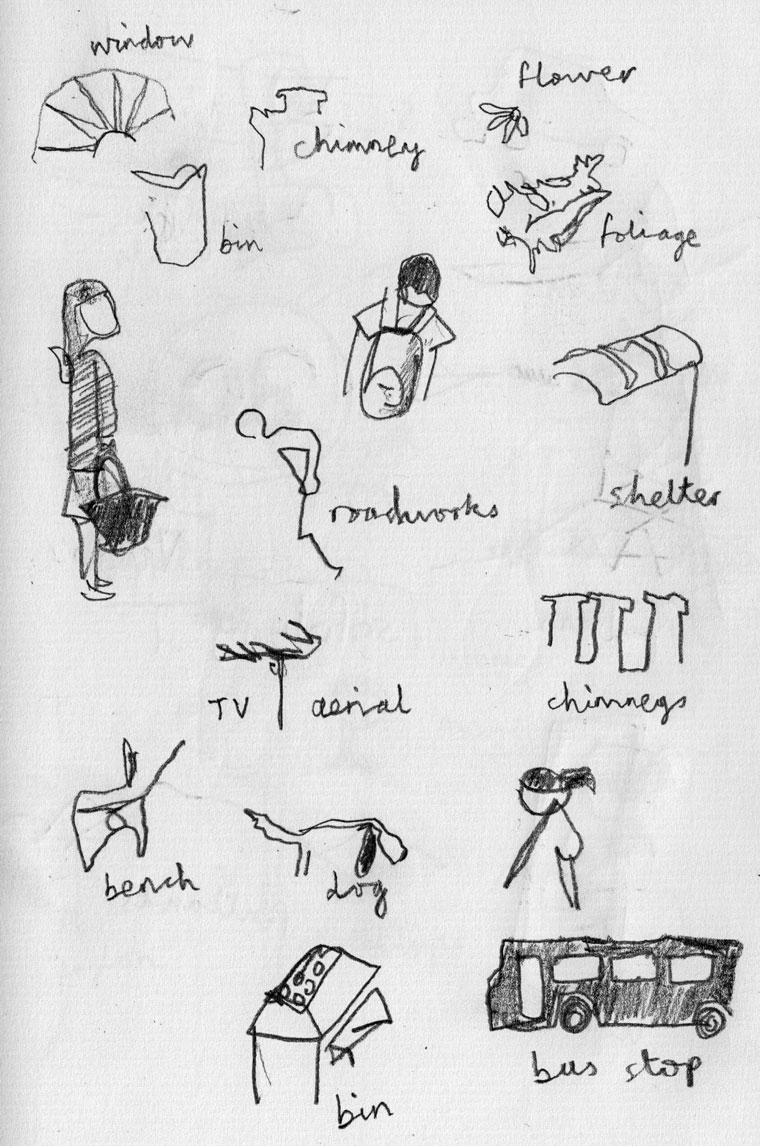 window
flower
chimney
bin
foliage
shelter
roadworks
TV aerial
chimneys
bench
dog
bus stop
bin